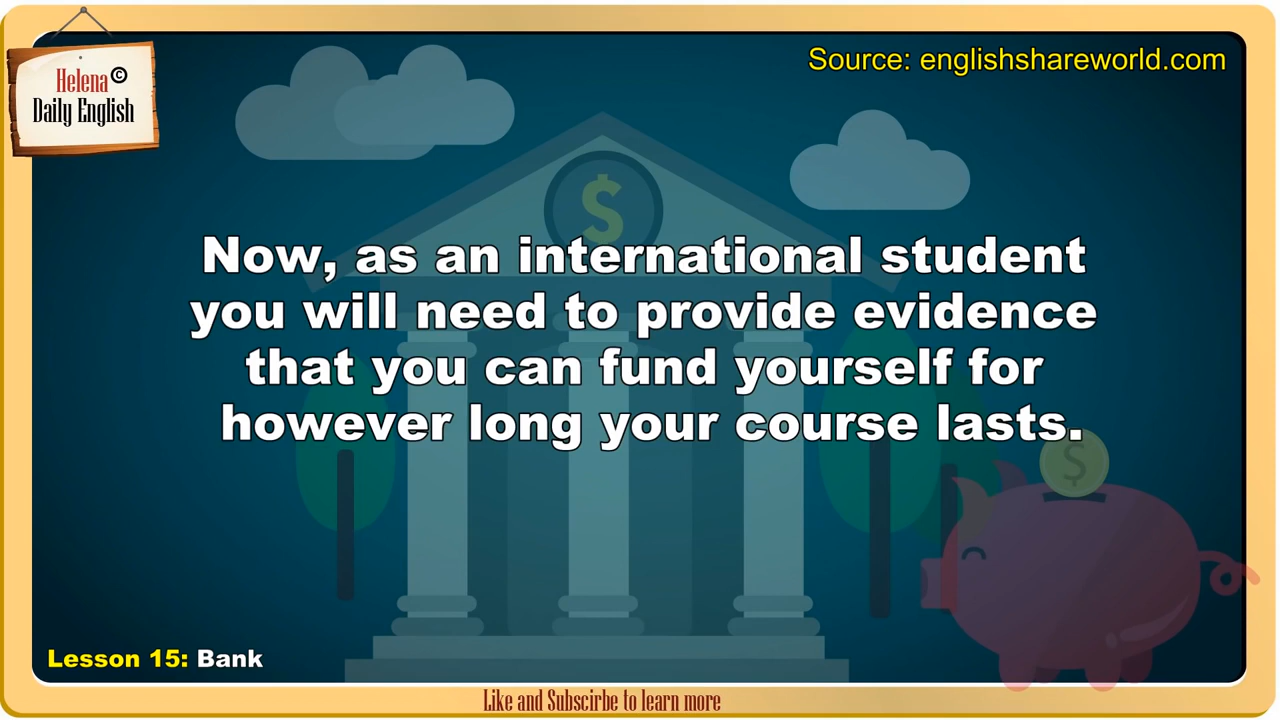 Helena ©
Daily English
Source: englishshareworld.com
$
Now, as an international student
you will need to provide evidence
that you can fund yourself for
however long your course lasts.
$
Lesson 15: Bank
Like and Subscirbe to learn more